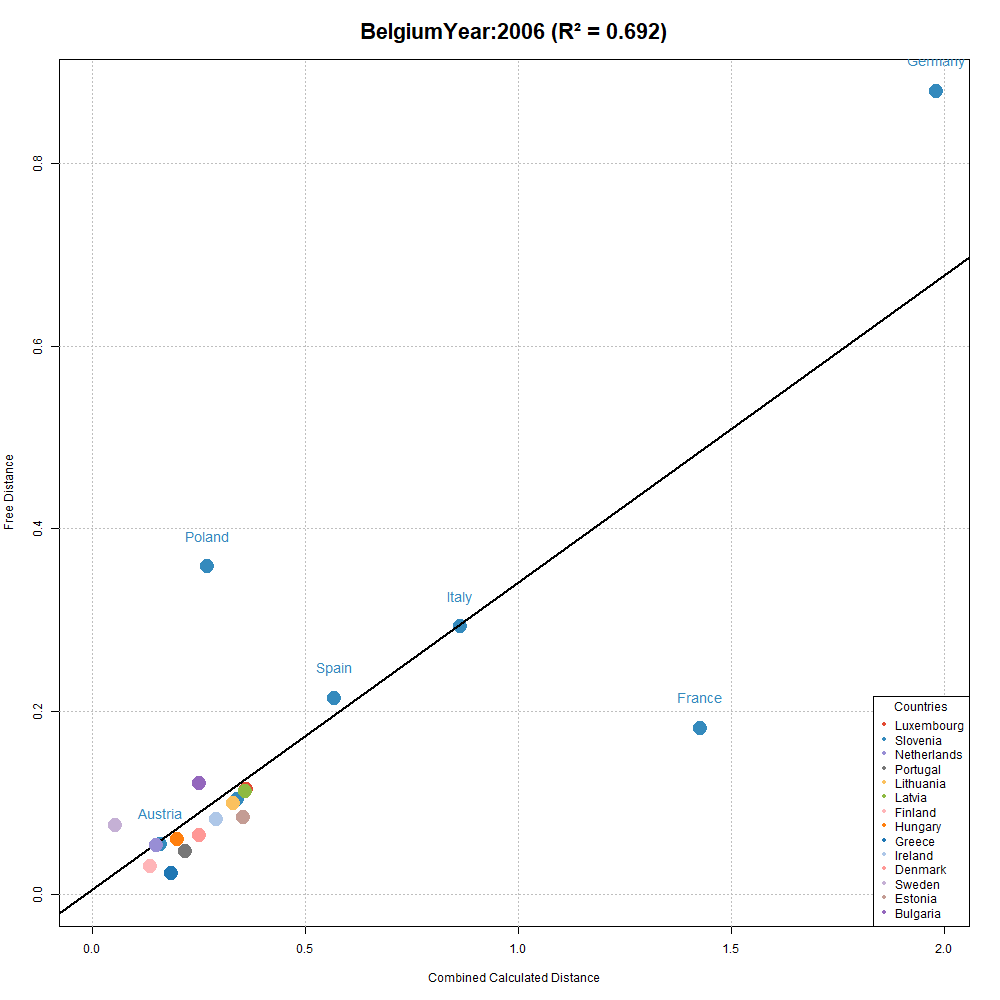 BelgiumYear:2006 (R² = 0.692)
Germany
0.8
0.6
Free Distance
0.4
Poland
Italy
Spain
France
0.2
Austria
0.0
Countries
Luxembourg
Slovenia
Netherlands
Portugal
Lithuania
Latvia
Finland
Hungary
Greece
Ireland
Denmark
Sweden
Estonia
Bulgaria
0.0 0.5 1.0 1.5 2.0
Combined Calculated Distance